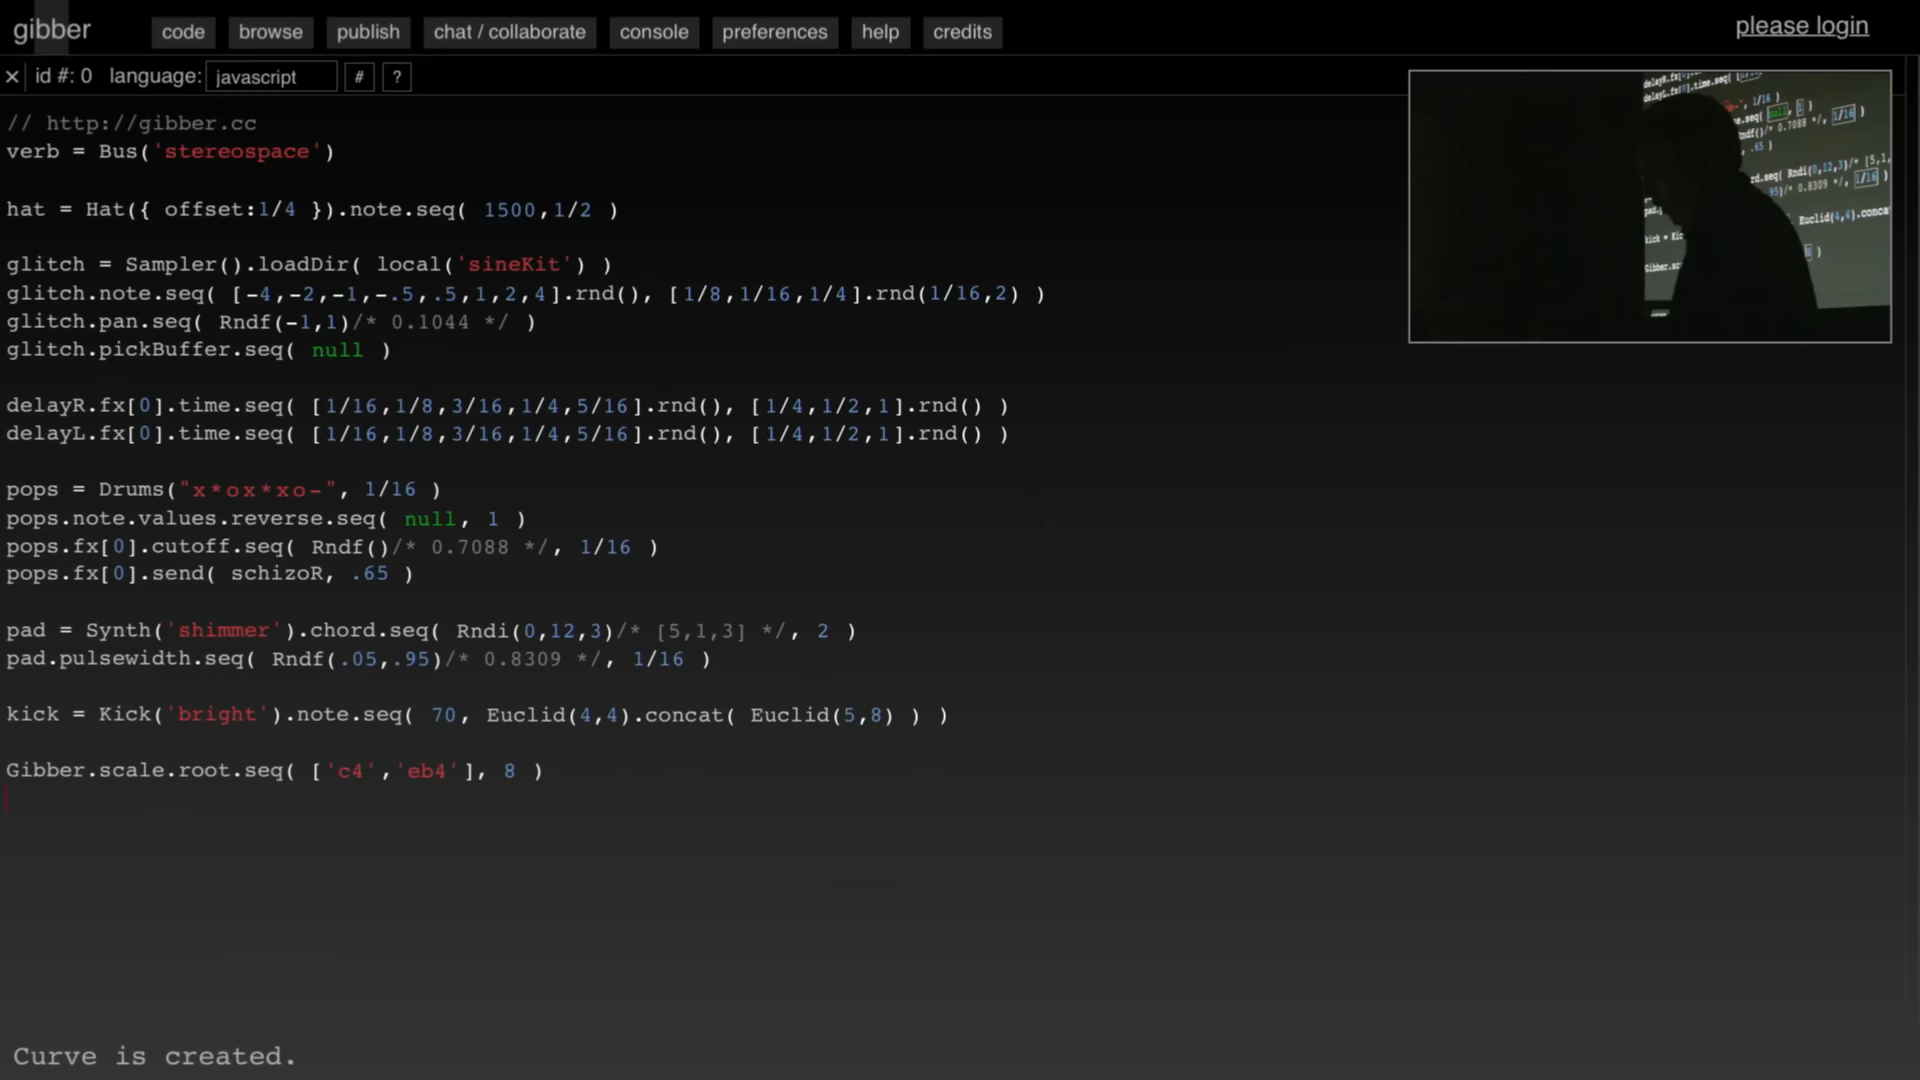 gibber code browse publish chat / collaborate console preferences help credits please login
× id #: 0 language: javascript # ?
// http://gibber.cc
verb = Bus('stereospace')
hat = Hat({ offset:1/4 }).note.seq( 1500,1/2 )
glitch = Sampler().loadDir( local('sineKit') )
glitch.note.seq( [-4,-2,-1,-.5,.5,1,2,4].rnd(), [1/8,1/16,1/4].rnd(1/16,2) )
glitch.pan.seq( Rndf(-1,1)/* 0.1044 */ )
glitch.pickBuffer.seq( null )
delayR.fx[0].time.seq( [1/16,1/8,3/16,1/4,5/16].rnd(), [1/4,1/2,1].rnd() )
delayL.fx[0].time.seq( [1/16,1/8,3/16,1/4,5/16].rnd(), [1/4,1/2,1].rnd() )
pops = Drums("x*ox*xo-", 1/16 )
pops.note.values.reverse.seq( null, 1 )
pops.fx[0].cutoff.seq( Rndf()/* 0.7088 */, 1/16 )
pops.fx[0].send( schizoR, .65 )
pad = Synth('shimmer').chord.seq( Rndi(0,12,3)/* [5,1,3] */, 2 )
pad.pulsewidth.seq( Rndf(.05,.95)/* 0.8309 */, 1/16 )
kick = Kick('bright').note.seq( 70, Euclid(4,4).concat( Euclid(5,8) ) )
Gibber.scale.root.seq( ['c4','eb4'], 8 )
Curve is created.